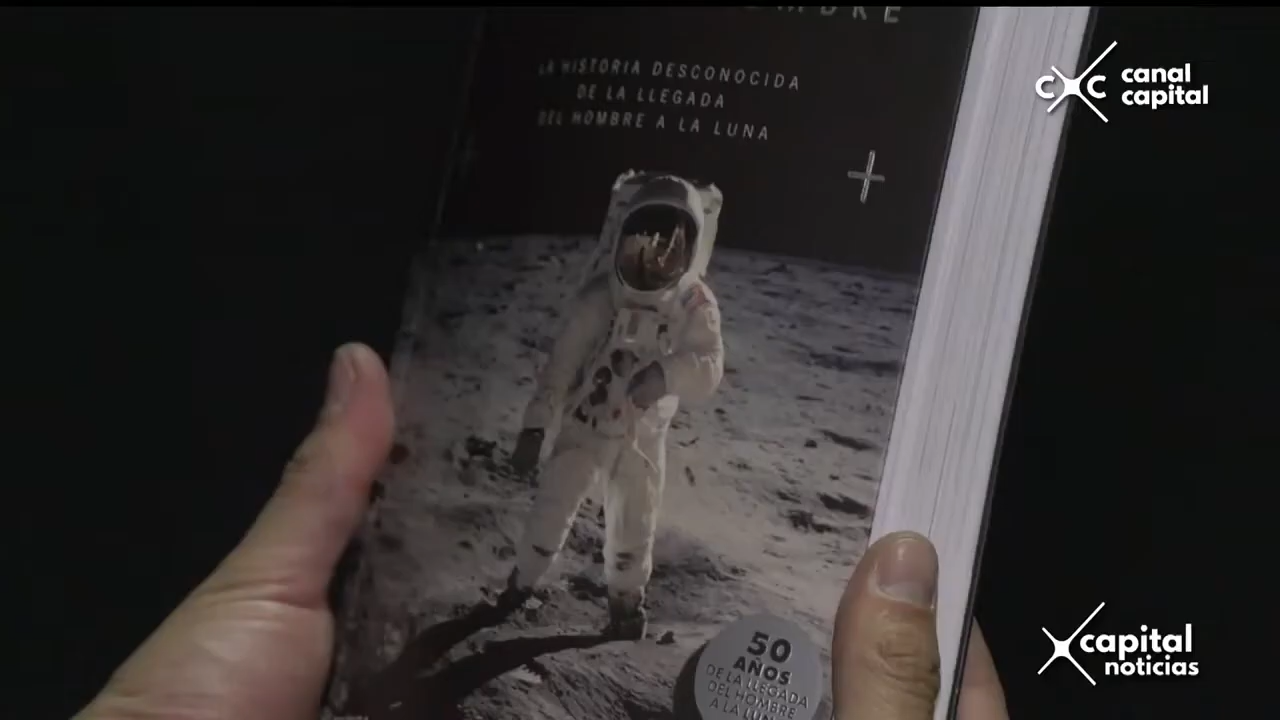 LA HISTORIA DESCONOCIDA
DE LA LLEGADA
DEL HOMBRE A LA LUNA
50
AÑOS
DE LA LLEGADA
DEL HOMBRE
A LA LUNA
canal
capital
capital
noticias